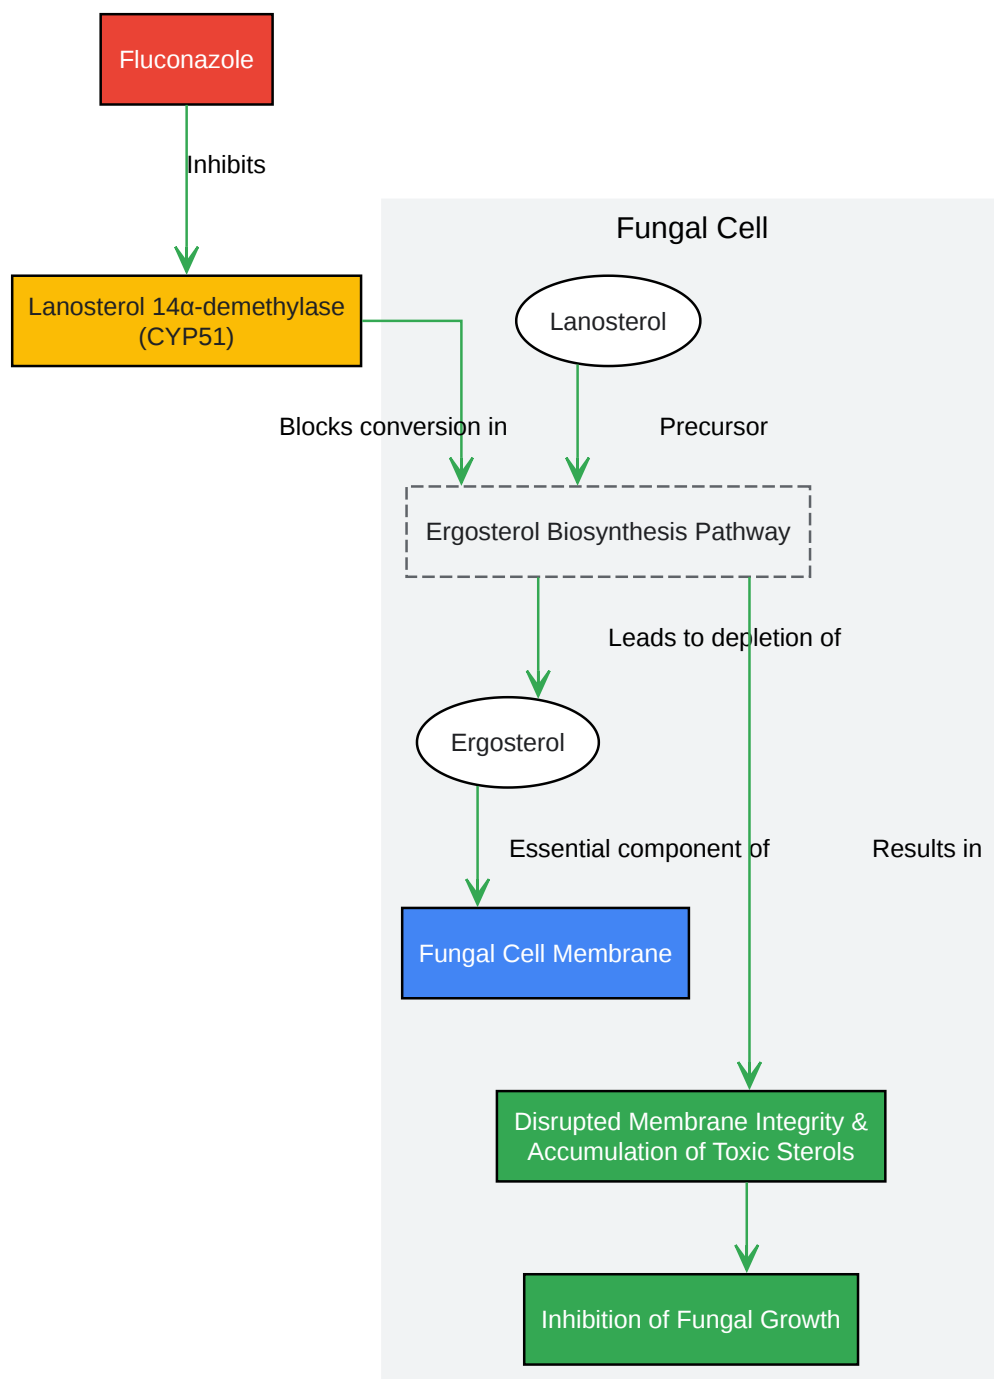 Fluconazole
Inhibits
Fungal Cell
Lanosterol 14α-demethylase
(CYP51)
Lanosterol
Blocks conversion in
Precursor
Ergosterol Biosynthesis Pathway
Leads to depletion of
Ergosterol
Essential component of
Results in
Fungal Cell Membrane
Disrupted Membrane Integrity &
Accumulation of Toxic Sterols
Inhibition of Fungal Growth